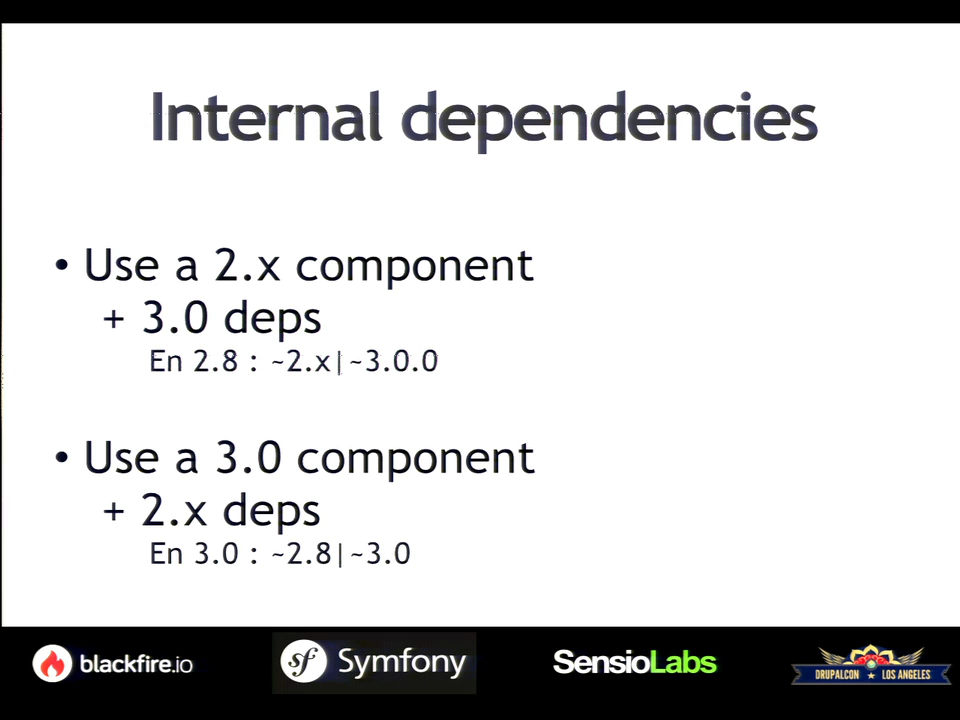 Internal dependencies
• Use a 2.x component
+ 3.0 deps
En 2.8 : ~2.x|~3.0.0
• Use a 3.0 component
+ 2.x deps
En 3.0 : ~2.8|~3.0
blackfire.io
sf Symfony
SensioLabs
DRUPALCON ★ LOS ANGELES